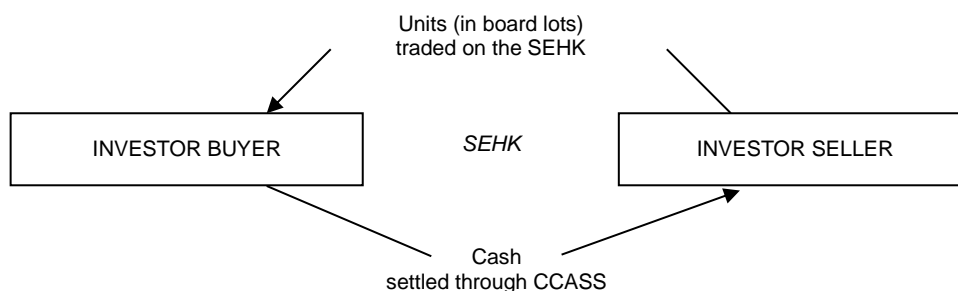 Units (in board lots)
traded on the SEHK
INVESTOR BUYER
SEHK
INVESTOR SELLER
Cash
settled through CCASS